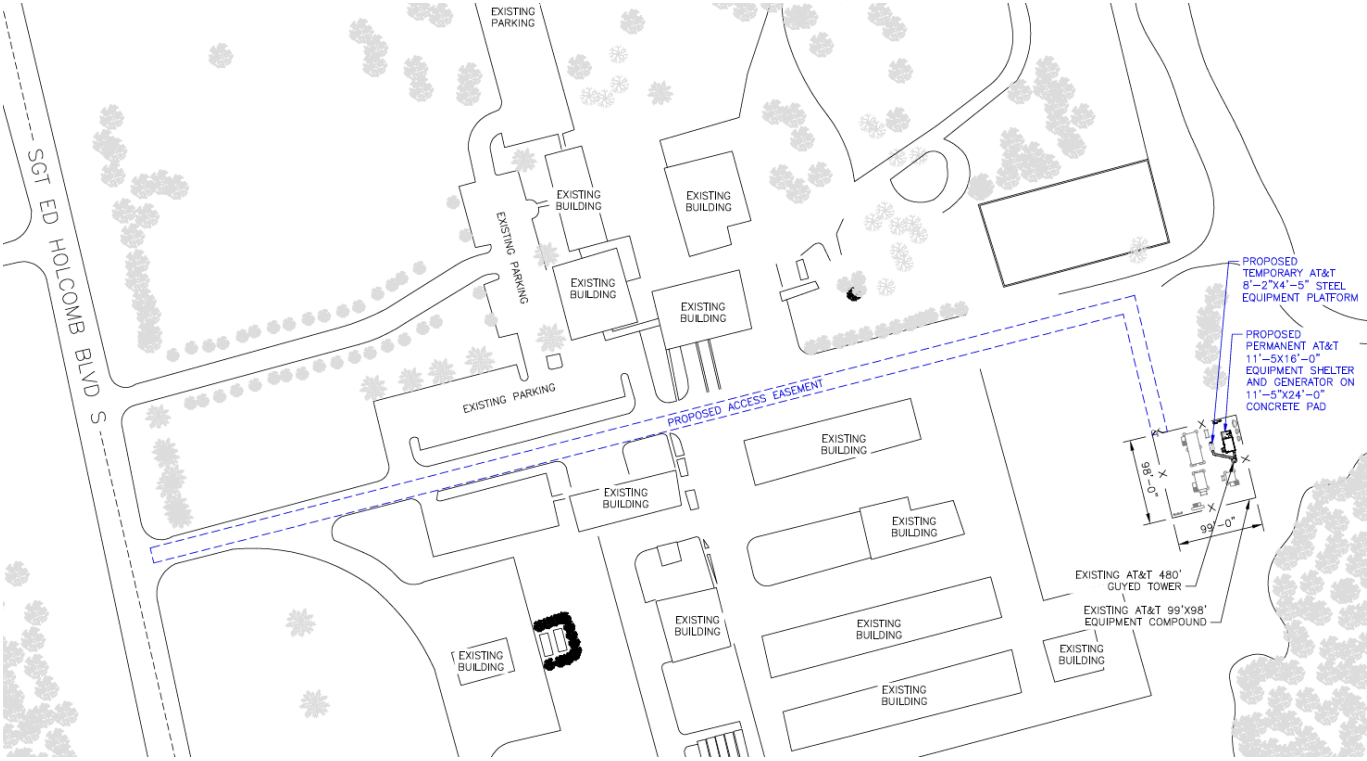 EXISTING
PARKING
SGT ED HOLCOMB BLVD S
EXISTING
BUILDING
EXISTING
BUILDING
EXISTING PARKING
EXISTING
BUILDING
EXISTING
BUILDING
PROPOSED
TEMPORARY AT&T
8'-2"X4'-5" STEEL
EQUIPMENT PLATFORM
PROPOSED
PERMANENT AT&T
11'-5X16'-0"
EQUIPMENT SHELTER
AND GENERATOR ON
11'-5"X24'-0"
CONCRETE PAD
EXISTING PARKING
PROPOSED ACCESS EASEMENT
EXISTING
BUILDING
98'-0"
EXISTING
BUILDING
EXISTING
BUILDING
99'-0"
EXISTING AT&T 480'
GUYED TOWER
EXISTING AT&T 99'X98'
EQUIPMENT COMPOUND
EXISTING
BUILDING
EXISTING
BUILDING
EXISTING
BUILDING
EXISTING
BUILDING
EXISTING
BUILDING